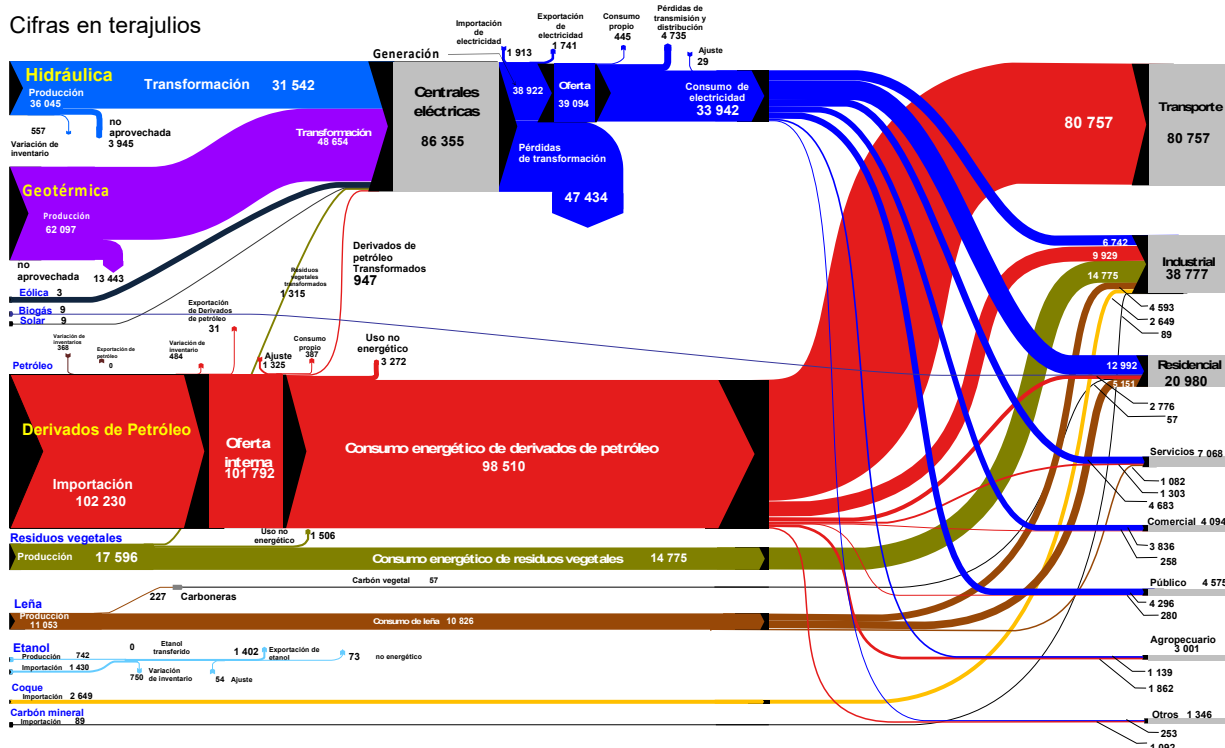 Cifras en terajulios
Hidráulica
Producción
36 045
Transformación 31 542
557
Variación de
inventario
no
aprovechada
3 945
Geotérmica
Producción
62 097
Transformación
48 654
no
aprovechada
13 443
Eólica 3
Biogás 9
Solar 9
Generación
Centrales
eléctricas
86 355
Importación
de
electricidad
1 913
Exportación
de
electricidad
1 741
Consumo
propio
445
Pérdidas de
transmisión y
distribución
4 735
Ajuste
29
38 922
Oferta
39 094
Consumo de
electricidad
33 942
Pérdidas
de transformación
47 434
Derivados de
petróleo
Transformados
947
Residuos
vegetales
transformados
1 315
Exportación
de Derivados
de petróleo
31
Petróleo
Variación de
inventarios
368
Exportación de
petróleo
0
Variación de
inventario
484
Ajuste
1 325
Consumo
propio
387
Uso no
energético
3 272
Derivados de Petróleo
Importación
102 230
Oferta
interna
101 792
Consumo energético de derivados de petróleo
98 510
Residuos vegetales
Producción 17 596
Uso no
energético
1 506
Consumo energético de residuos vegetales 14 775
Carbón vegetal 57
227 Carboneras
Leña
Producción
11 053
Consumo de leña 10 826
Etanol
Producción 742
Importación 1 430
0
Etanol
transferido
750
Variación
de inventario
1 402
Exportación de
etanol
54 Ajuste
73 no energético
Coque
Importación 2 649
Carbón mineral
Importación 89
80 757
Transporte
80 757
6 742
9 929
14 775
Industrial
38 777
4 593
2 649
89
12 992
5 151
Residencial
20 980
2 776
57
Servicios 7 068
1 082
1 303
4 683
Comercial 4 094
3 836
258
Público 4 575
4 296
280
Agropecuario
3 001
1 139
1 862
Otros 1 346
253
1 092